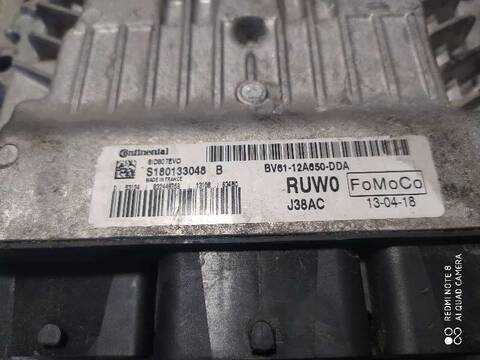 Continental
SID807EVO
S180133048 B
MADE IN FRANCE
13108
BV61-12A650-DDA
RUW0 FoMoCo
J38AC 13-04-18
REDMI NOTE 8
AI QUAD CAMERA